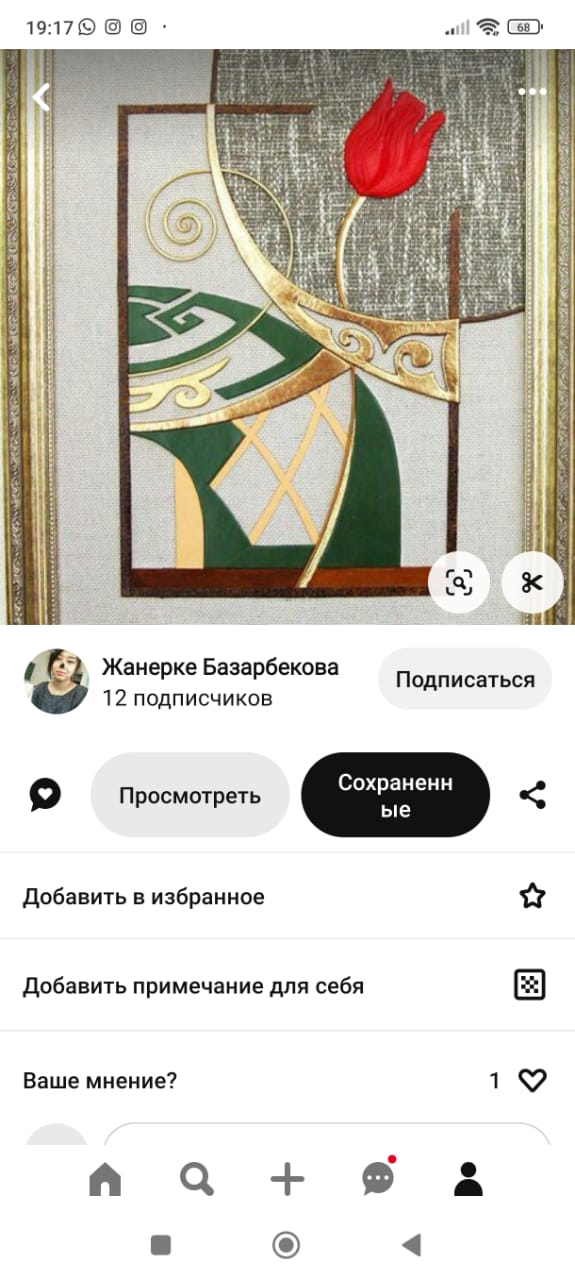 19:17
68
Жанерке Базарбекова
12 подписчиков
Подписаться
Просмотреть
Сохраненн
ые
Добавить в избранное
Добавить примечание для себя
Ваше мнение?
1